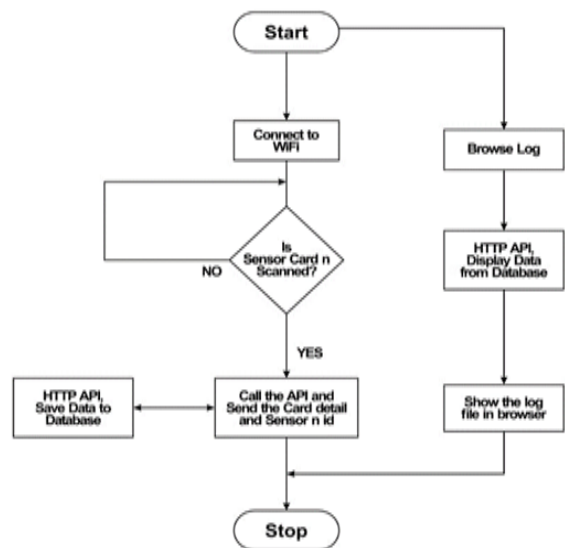 Start
Connect to
WiFi
Browse Log
Is
Sensor Card n
Scanned?
NO
HTTP API,
Display Data
from Database
YES
HTTP API,
Save Data to
Database
Call the API and
Send the Card detail
and Sensor n id
Show the log
file in browser
Stop